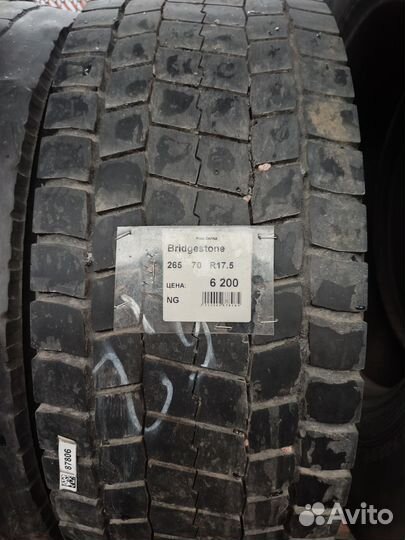 Bridgestone
265 70 R17.5
ЦЕНА: 6 200
NG
87806
Avito